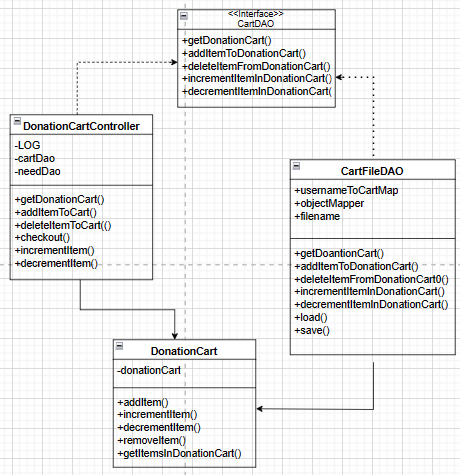 <<Interface>>
CartDAO
+getDonationCart()
+addItemToDonationCart()
+deleteItemFromDonationCart()
+incrementItemInDonationCart()
+decrementItemInDonationCart(
DonationCartController
-LOG
-cartDao
-needDao
+getDonationCart()
+addItemToCart()
+deleteItemToCart(()
+checkout()
+incrementItem()
+decrementItem()
CartFileDAO
+usernameToCartMap
+objectMapper
+filename
+getDoantionCart()
+addItemToDonationCart()
+deleteItemFromDonationCart0()
+incrementItemInDonationCart()
+decrementItemInDonationCart()
+load()
+save()
DonationCart
-donationCart
+addItem()
+incrementItem()
+decrementItem()
+removeItem()
+getItemsInDonationCart()